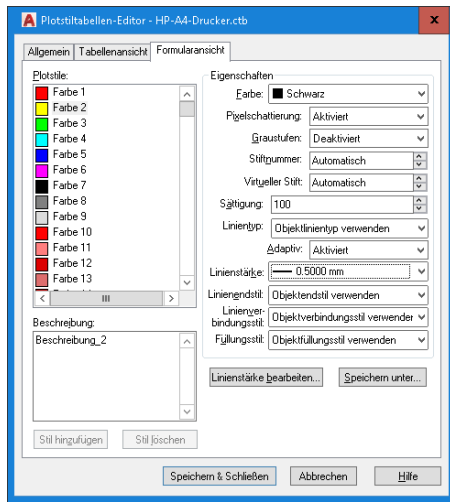 Plotstiltabellen-Editor - HP-A4-Drucker.ctb
Allgemein Tabellenansicht Formularansicht
Plotstile:
Farbe 1
Farbe 2
Farbe 3
Farbe 4
Farbe 5
Farbe 6
Farbe 7
Farbe 8
Farbe 9
Farbe 10
Farbe 11
Farbe 12
Farbe 13
Beschreibung:
Beschreibung_2
Stil hinzufügen Stil löschen
Eigenschaften
Farbe: Schwarz
Pixelschattierung: Aktiviert
Graustufen: Deaktiviert
Stiftnummer: Automatisch
Virtueller Stift: Automatisch
Sättigung: 100
Linientyp: Objektlinientyp verwenden
Adaptiv: Aktiviert
Linienstärke: 0.5000 mm
Linienendstil: Objektendstil verwenden
Linienver-
bindungsstil: Objektverbindungsstil verwender
Füllungsstil: Objektfüllungsstil verwenden
Linienstärke bearbeiten... Speichern unter...
Speichern & Schließen Abbrechen Hilfe